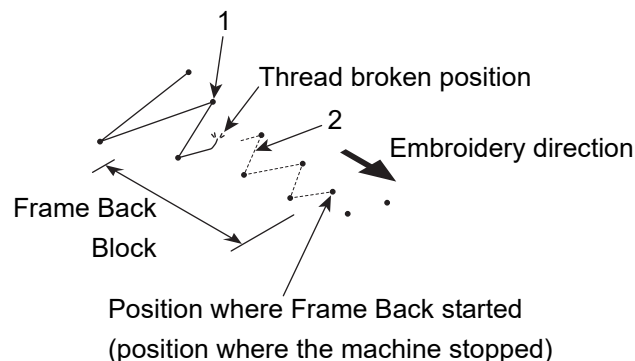 1
Thread broken position
2
Embroidery direction
Frame Back
Block
Position where Frame Back started
(position where the machine stopped)